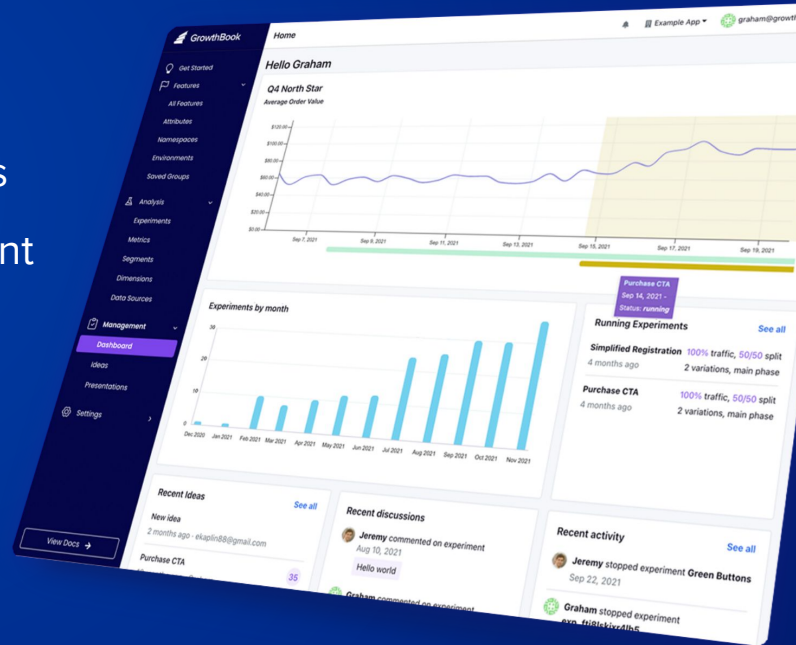 GrowthBook
Get Started
Features
All Features
Attributes
Namespaces
Environments
Saved Groups
Analysis
Experiments
Metrics
Segments
Dimensions
Data Sources
Management
Dashboard
Ideas
Presentations
Settings
View Docs →
Home
Example App
Hello Graham
Q4 North Star
Average Order Value
$120.00
$100.00
$80.00
$60.00
$40.00
$20.00
$0.00
Sep 7, 2021 Sep 9, 2021 Sep 11, 2021 Sep 13, 2021 Sep 15, 2021 Sep 17, 2021 Sep 19, 2021
Purchase CTA
Sep 14, 2021 -
Status: running
Experiments by month
30
20
10
0
Dec 2020 Jan 2021 Feb 2021 Mar 2021 Apr 2021 May 2021 Jun 2021 Jul 2021 Aug 2021 Sep 2021 Oct 2021 Nov 2021
Running Experiments See all
Simplified Registration 100% traffic, 50/50 split
4 months ago 2 variations, main phase
Purchase CTA 100% traffic, 50/50 split
4 months ago 2 variations, main phase
Recent Ideas See all
New idea
2 months ago - ekaplin88@gmail.com
Purchase CTA
35
Recent discussions
Jeremy commented on experiment
Aug 10, 2021
Hello world
Graham commented on experiment
Recent activity See all
Jeremy stopped experiment Green Buttons
Sep 22, 2021
Graham stopped experiment